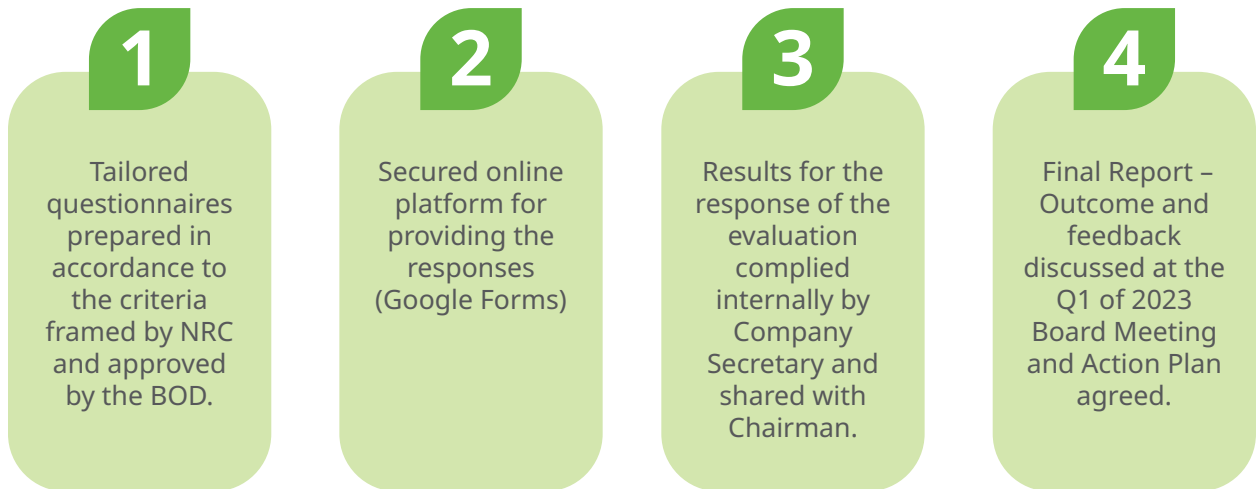 1
Tailored
questionnaires
prepared in
accordance to
the criteria
framed by NRC
and approved
by the BOD.
2
Secured online
platform for
providing the
responses
(Google Forms)
3
Results for the
response of the
evaluation
complied
internally by
Company
Secretary and
shared with
Chairman.
4
Final Report –
Outcome and
feedback
discussed at the
Q1 of 2023
Board Meeting
and Action Plan
agreed.